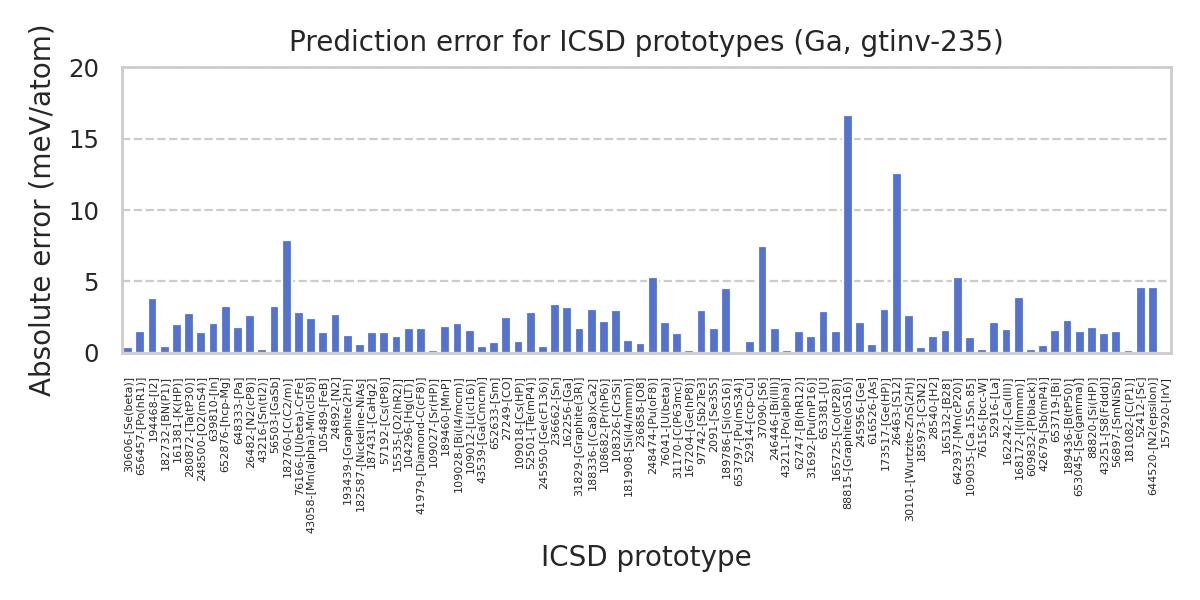 Prediction error for ICSD prototypes (Ga, gtinv-235)
Absolute error (meV/atom)
20
15
10
5
0
306066-[Se(beta)]
656457-[Po(hR1)]
194468-[I2]
182732-[BN(P1)]
161381-[K(HP)]
280872-[Ta(tP30)]
248500-[O2(mS4)]
639810-[In]
652876-[hcp-Mg]
64833-[Pa]
26482-[N2(cP8)]
43216-[Sn(tI2)]
56503-[GaSb]
182760-[C(C2/m)]
76166-[U(beta)-CrFe]
43058-[Mn(alpha)-Mn(cI58)]
105489-[FeB]
24892-[N2]
193439-[Graphite(2H)]
182587-[Nickeline-NiAs]
187431-[CaHg2]
57192-[Cs(tP8)]
15535-[O2(hR2)]
104296-[Hg(LT)]
41979-[Diamond-C(cF8)]
109027-[Sr(HP)]
189460-[MnP]
109028-[Bi(I4/mcm)]
109012-[Li(cI16)]
43539-[Ga(Cmcm)]
652633-[Sm]
27249-[CO]
109018-[Cs(HP)]
52501-[Te(mP4)]
245950-[Ge(cF136)]
236662-[Sn]
162256-[Ga]
31829-[Graphite(3R)]
188336-[(Ca8)xCa2]
108682-[Pr(hP6)]
108326-[Cr3Si]
181908-[Si(I4/mmm)]
236858-[O8]
248474-[Pu(oF8)]
76041-[U(beta)]
31170-[C(P63mc)]
167204-[Ge(hP8)]
97742-[Sb2Te3]
2091-[Se3S5]
189786-[Si(oS16)]
653797-[Pu(mS34)]
52914-[ccp-Cu]
37090-[S6]
246446-[Bi(III)]
43211-[Po(alpha)]
62747-[B(hR12)]
31692-[Pu(mP16)]
653381-[U]
165725-[Co(tP28)]
88815-[Graphite(oS16)]
245956-[Ge]
616526-[As]
173517-[Ge(HP)]
26463-[S12]
30101-[Wurtzite-ZnS(2H)]
185973-[C3N2]
28540-[H2]
165132-[B28]
642937-[Mn(cP20)]
109035-[Ca.15Sn.85]
76156-[bcc-W]
52916-[La]
162242-[Ca(III)]
168172-[I(Immm)]
609832-[P(black)]
42679-[Sb(mP4)]
653719-[Bi]
189436-[B(tP50)]
653045-[Se(gamma)]
88820-[Si(HP)]
43251-[S8(Fddd)]
56897-[SmNiSb]
181082-[C(P1)]
52412-[Sc]
644520-[N2(epsilon)]
157920-[IrV]
ICSD prototype